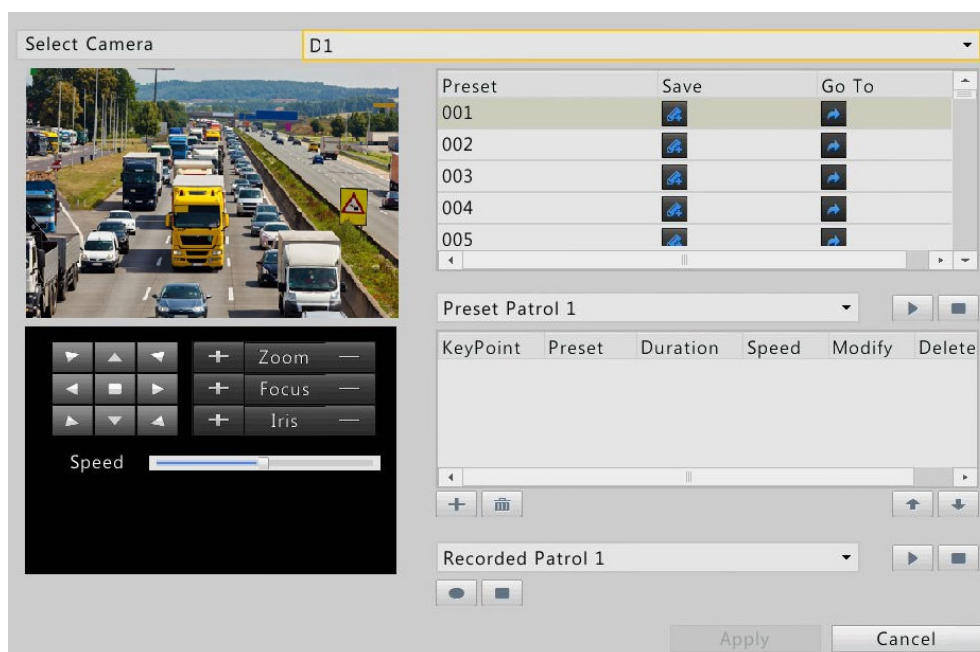 Select Camera D1
Preset Save Go To
001
002
003
004
005
Preset Patrol 1
KeyPoint Preset Duration Speed Modify Delete
Zoom
Focus
Iris
Speed
Recorded Patrol 1
Apply Cancel